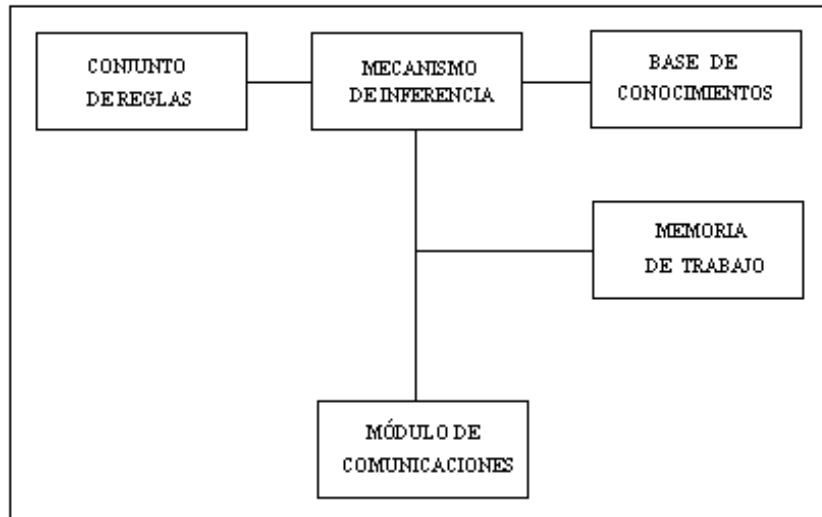 CONJUNTO
DE REGLAS
MECANISMO
DE INFERENCIA
BASE DE
CONOCIMIENTOS
MEMORIA
DE TRABAJO
MÓDULO DE
COMUNICACIONES